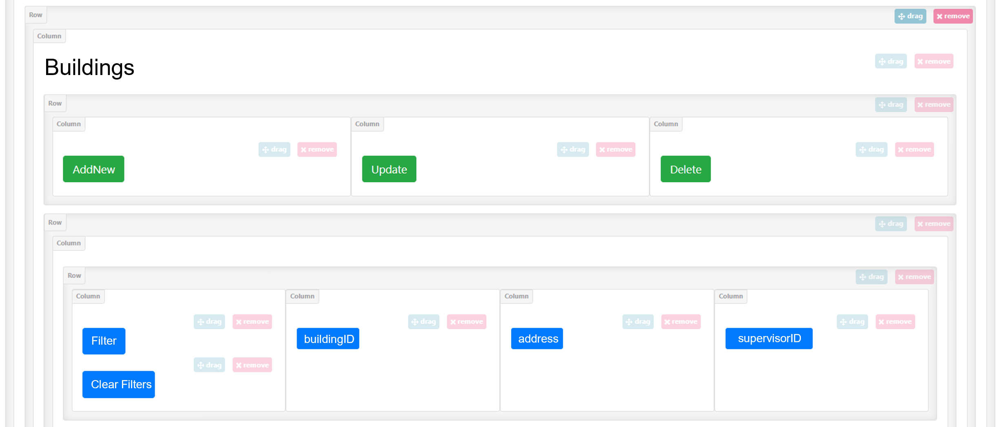 Row drag remove
Column
Buildings drag remove
Row drag remove
Column Column Column
drag remove drag remove drag remove
AddNew Update Delete
Row drag remove
Column
Row drag remove
Column Column Column Column
drag remove drag remove drag remove drag remove
Filter buildingID address supervisorID
drag remove
Clear Filters